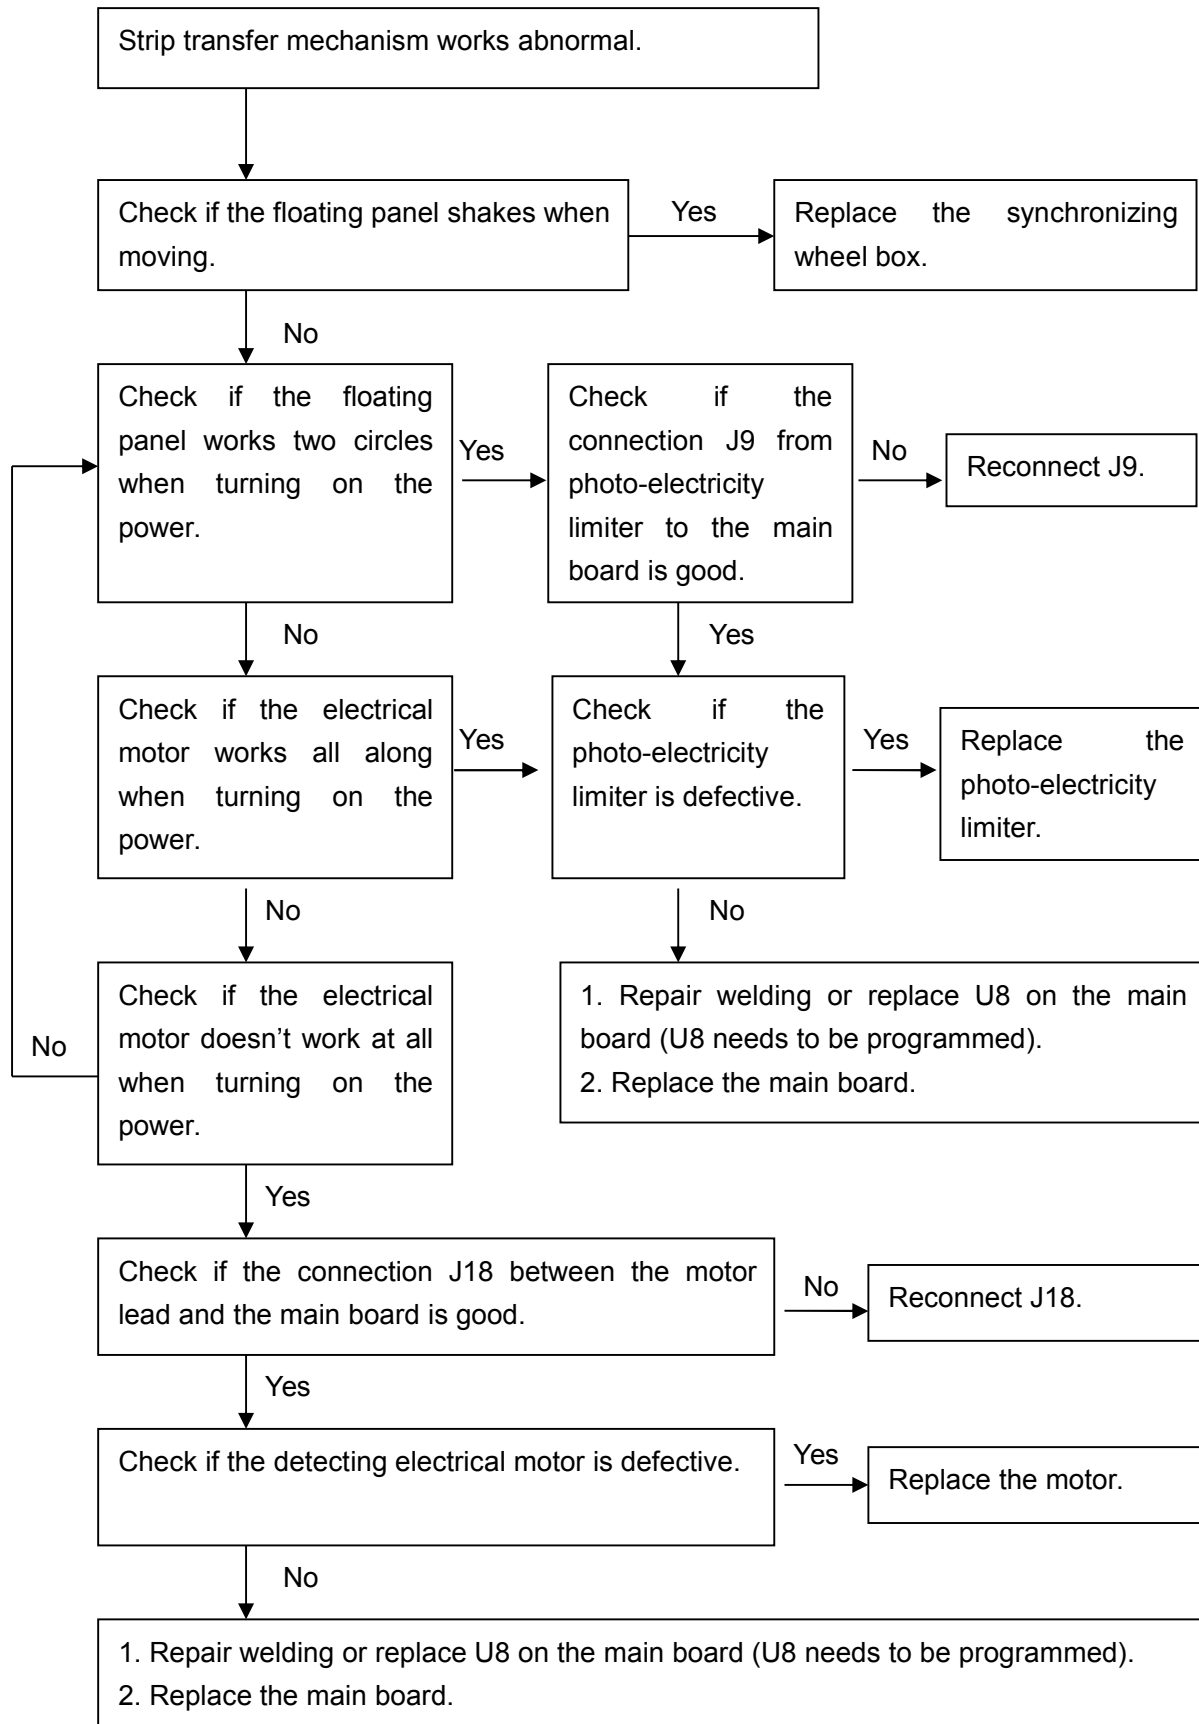 Strip transfer mechanism works abnormal.
Check if the floating panel shakes when
moving.
Yes
Replace the synchronizing
wheel box.
No
Check if the floating
panel works two circles
when turning on the
power.
Yes
Check if the
connection J9 from
photo-electricity
limiter to the main
board is good.
No
Reconnect J9.
No
Yes
Check if the electrical
motor works all along
when turning on the
power.
Yes
Check if the
photo-electricity
limiter is defective.
Yes
Replace the
photo-electricity
limiter.
No
No
Check if the electrical
motor doesn’t work at all
when turning on the
power.
No
1. Repair welding or replace U8 on the main
board (U8 needs to be programmed).
2. Replace the main board.
Yes
Check if the connection J18 between the motor
lead and the main board is good.
No
Reconnect J18.
Yes
Check if the detecting electrical motor is defective.
Yes
Replace the motor.
No
1. Repair welding or replace U8 on the main board (U8 needs to be programmed).
2. Replace the main board.